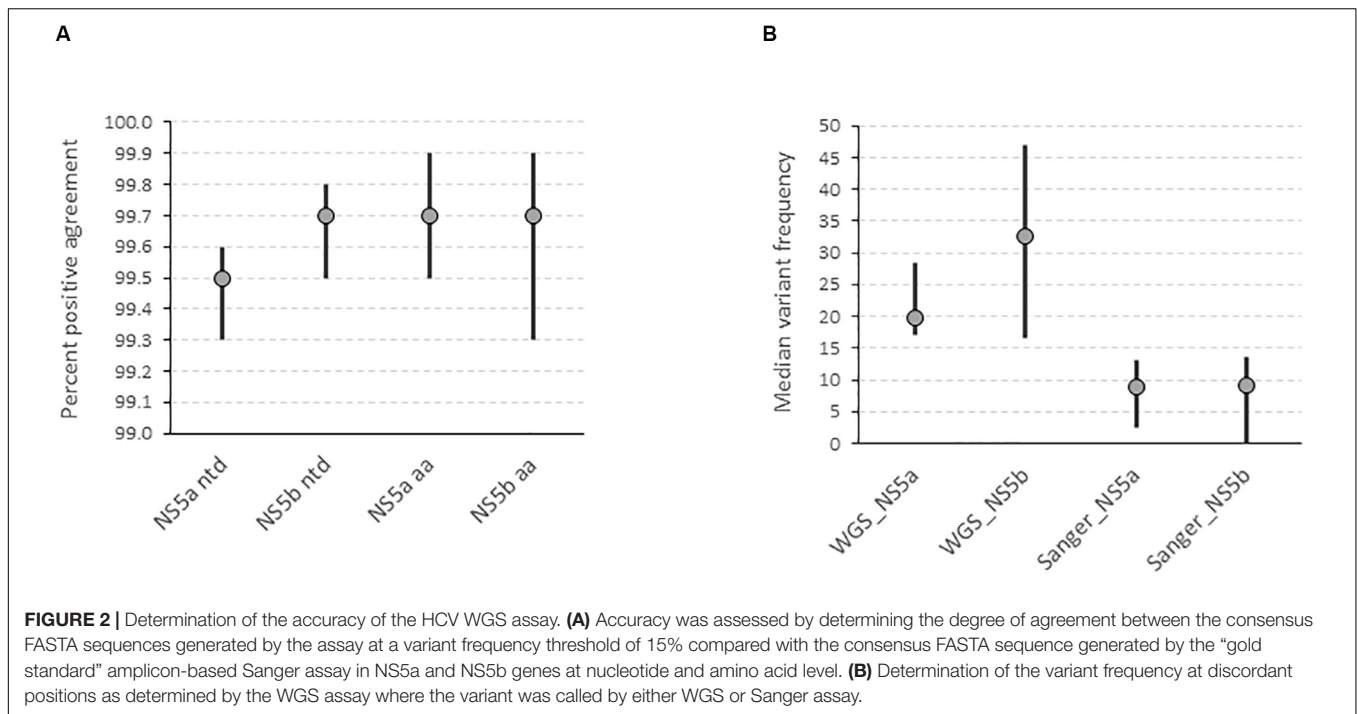 A
Percent positive agreement
100.0
99.9
99.8
99.7
99.6
99.5
99.4
99.3
99.2
99.1
99.0
NS5a ntd
NS5b ntd
NS5a aa
NS5b aa
B
Median variant frequency
50
45
40
35
30
25
20
15
10
5
0
WGS_NS5a
WGS_NS5b
Sanger_NS5a
Sanger_NS5b
FIGURE 2 | Determination of the accuracy of the HCV WGS assay. (A) Accuracy was assessed by determining the degree of agreement between the consensus
FASTA sequences generated by the assay at a variant frequency threshold of 15% compared with the consensus FASTA sequence generated by the “gold
standard” amplicon-based Sanger assay in NS5a and NS5b genes at nucleotide and amino acid level. (B) Determination of the variant frequency at discordant
positions as determined by the WGS assay where the variant was called by either WGS or Sanger assay.